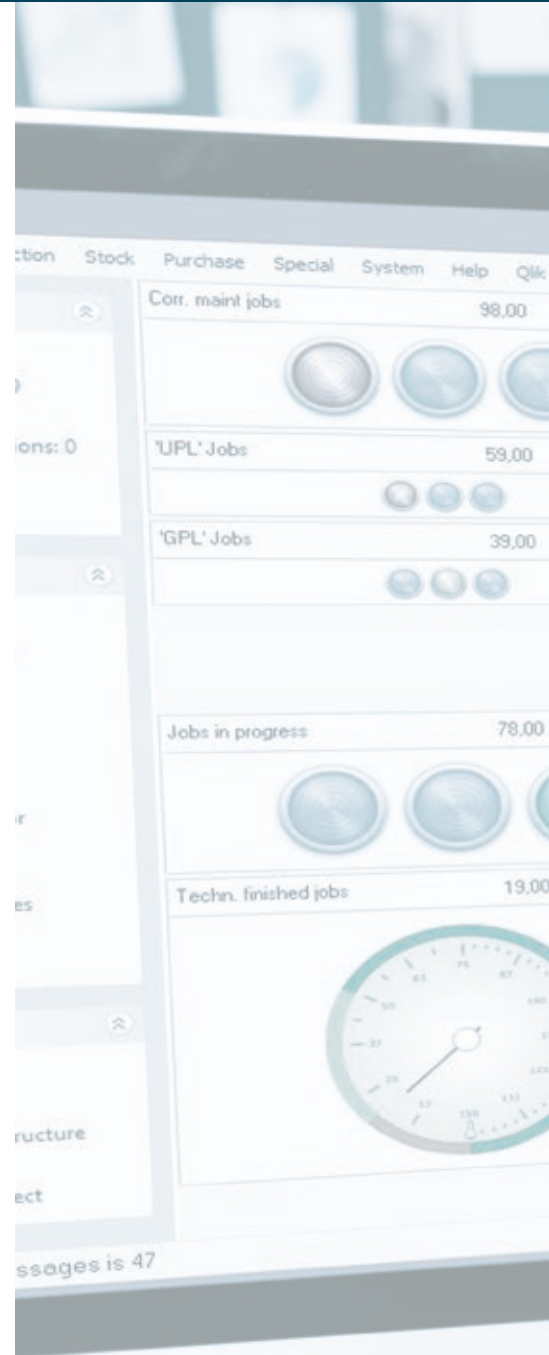 ction Stock Purchase Special System Help Qlik
Corr. maint jobs 98,00
ions: 0
'UPL' Jobs 59,00
'GPL' Jobs 39,00
Jobs in progress 78,00
r
es
Techn. finished jobs 19,00
ructure
ect
ssages is 47